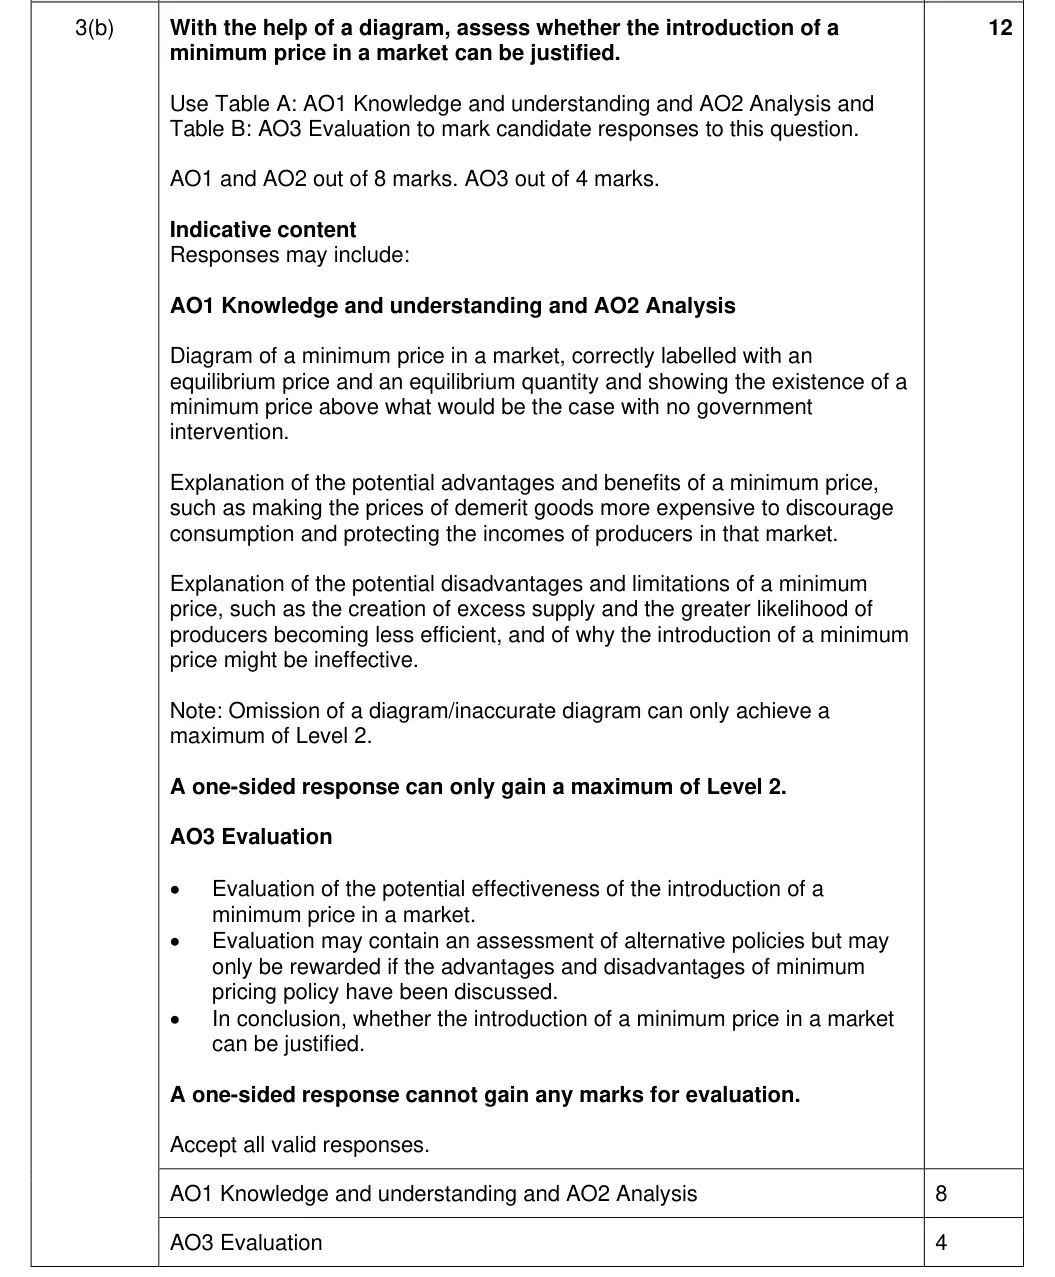 3(b)
With the help of a diagram, assess whether the introduction of a
minimum price in a market can be justified.
12
Use Table A: AO1 Knowledge and understanding and AO2 Analysis and
Table B: AO3 Evaluation to mark candidate responses to this question.
AO1 and AO2 out of 8 marks. AO3 out of 4 marks.
Indicative content
Responses may include:
AO1 Knowledge and understanding and AO2 Analysis
Diagram of a minimum price in a market, correctly labelled with an
equilibrium price and an equilibrium quantity and showing the existence of a
minimum price above what would be the case with no government
intervention.
Explanation of the potential advantages and benefits of a minimum price,
such as making the prices of demerit goods more expensive to discourage
consumption and protecting the incomes of producers in that market.
Explanation of the potential disadvantages and limitations of a minimum
price, such as the creation of excess supply and the greater likelihood of
producers becoming less efficient, and of why the introduction of a minimum
price might be ineffective.
Note: Omission of a diagram/inaccurate diagram can only achieve a
maximum of Level 2.
A one-sided response can only gain a maximum of Level 2.
AO3 Evaluation
• Evaluation of the potential effectiveness of the introduction of a
minimum price in a market.
• Evaluation may contain an assessment of alternative policies but may
only be rewarded if the advantages and disadvantages of minimum
pricing policy have been discussed.
• In conclusion, whether the introduction of a minimum price in a market
can be justified.
A one-sided response cannot gain any marks for evaluation.
Accept all valid responses.
AO1 Knowledge and understanding and AO2 Analysis 8
AO3 Evaluation 4